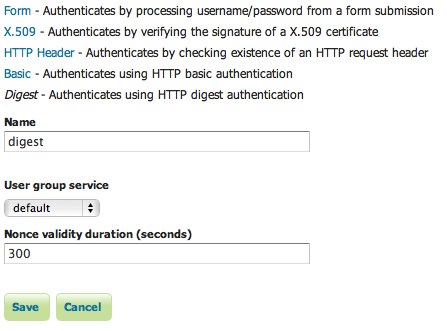 Form - Authenticates by processing username/password from a form submission
X.509 - Authenticates by verifying the signature of a X.509 certificate
HTTP Header - Authenticates by checking existence of an HTTP request header
Basic - Authenticates using HTTP basic authentication
Digest - Authenticates using HTTP digest authentication
Name
digest
User group service
default
Nonce validity duration (seconds)
300
Save Cancel